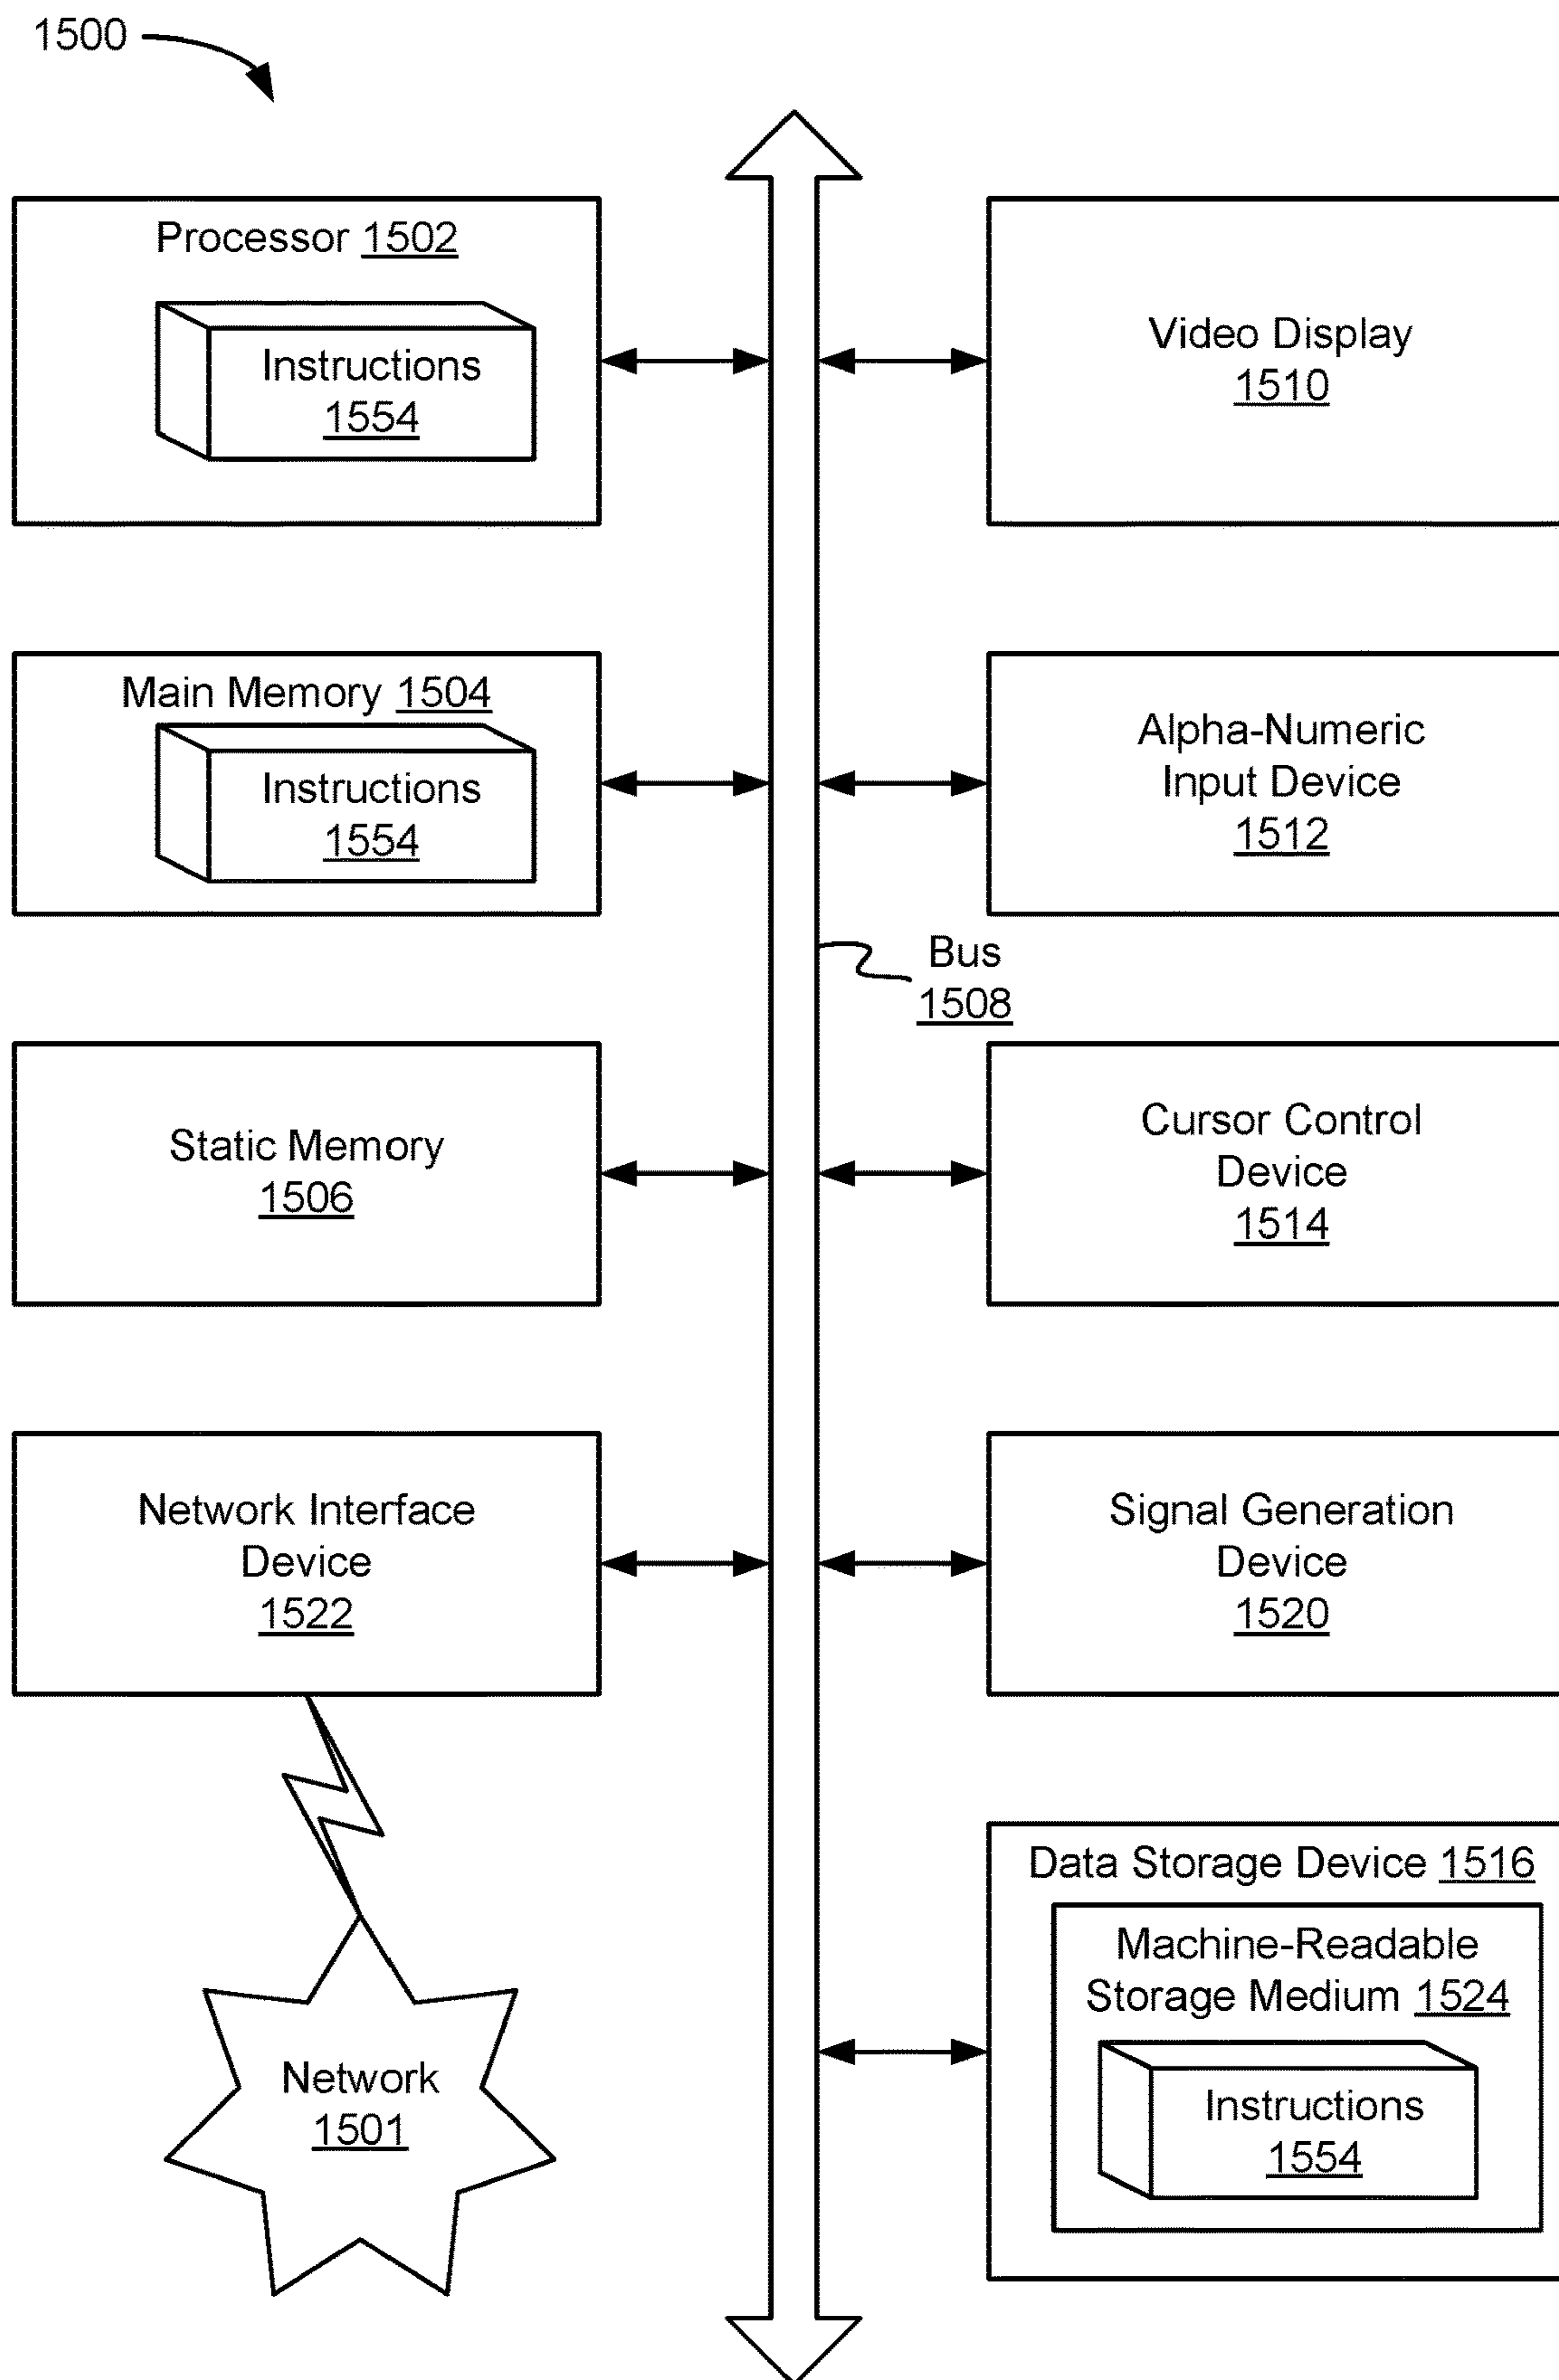 1500
Processor 1502
Instructions
1554
Video Display
1510
Main Memory 1504
Instructions
1554
Alpha-Numeric
Input Device
1512
Bus
1508
Static Memory
1506
Cursor Control
Device
1514
Network Interface
Device
1522
Signal Generation
Device
1520
Data Storage Device 1516
Machine-Readable
Storage Medium 1524
Instructions
1554
Network
1501